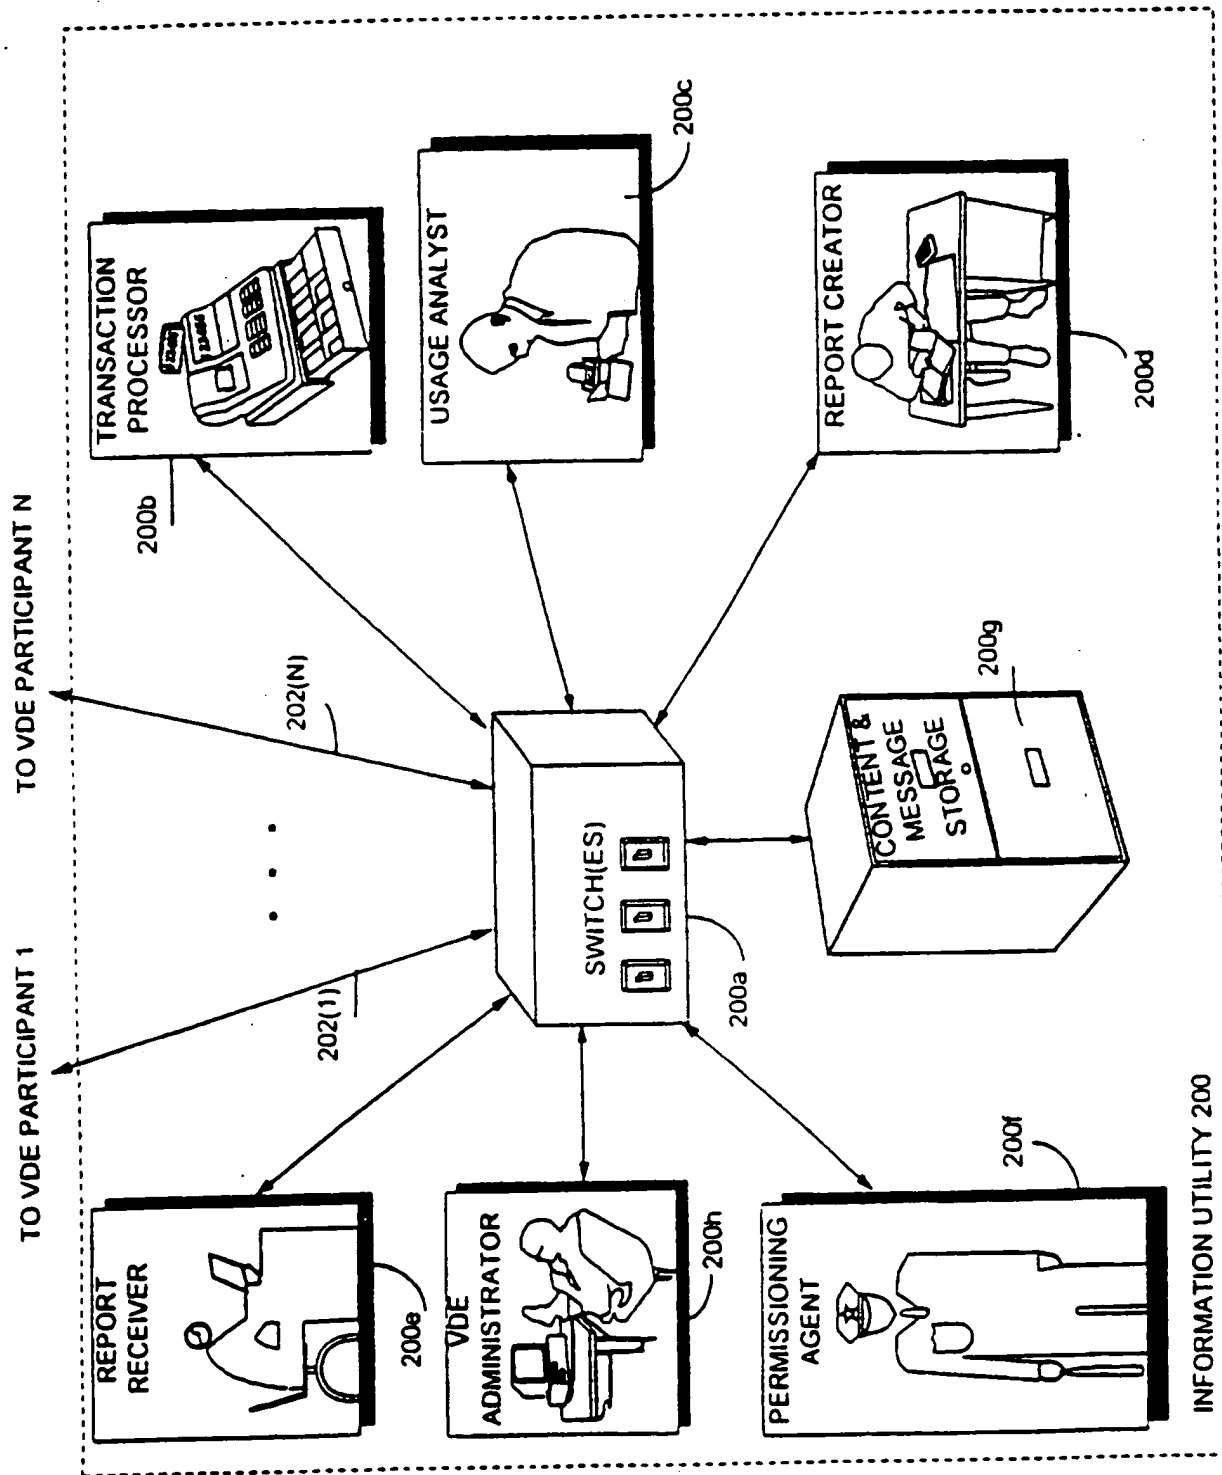 TO VDE PARTICIPANT 1
TO VDE PARTICIPANT N
202(1)
202(N)
REPORT
RECEIVER
200e
TRANSACTION
PROCESSOR
200b
VDE
ADMINISTRATOR
200h
SWITCH(ES)
200a
USAGE ANALYST
200c
PERMISSIONING
AGENT
200f
CONTENT &
MESSAGE
STORAGE
200g
REPORT CREATOR
200d
INFORMATION UTILITY 200